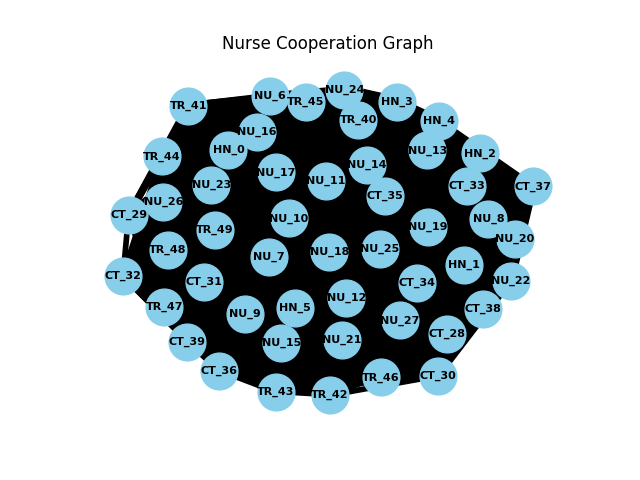 Nurse Cooperation Graph
NU_24
NU_6
TR_45
HN_3
TR_41
TR_40
HN_4
NU_16
HN_0
NU_13
HN_2
TR_44
NU_14
NU_17
NU_11
NU_23
CT_33
CT_37
CT_35
NU_26
CT_29
NU_10
NU_8
NU_19
TR_49
NU_20
TR_48
NU_18
NU_25
NU_7
HN_1
CT_32
CT_31
CT_34
NU_22
NU_12
TR_47
HN_5
CT_38
NU_9
NU_27
CT_28
CT_39
NU_15
NU_21
CT_36
TR_46
CT_30
TR_43
TR_42